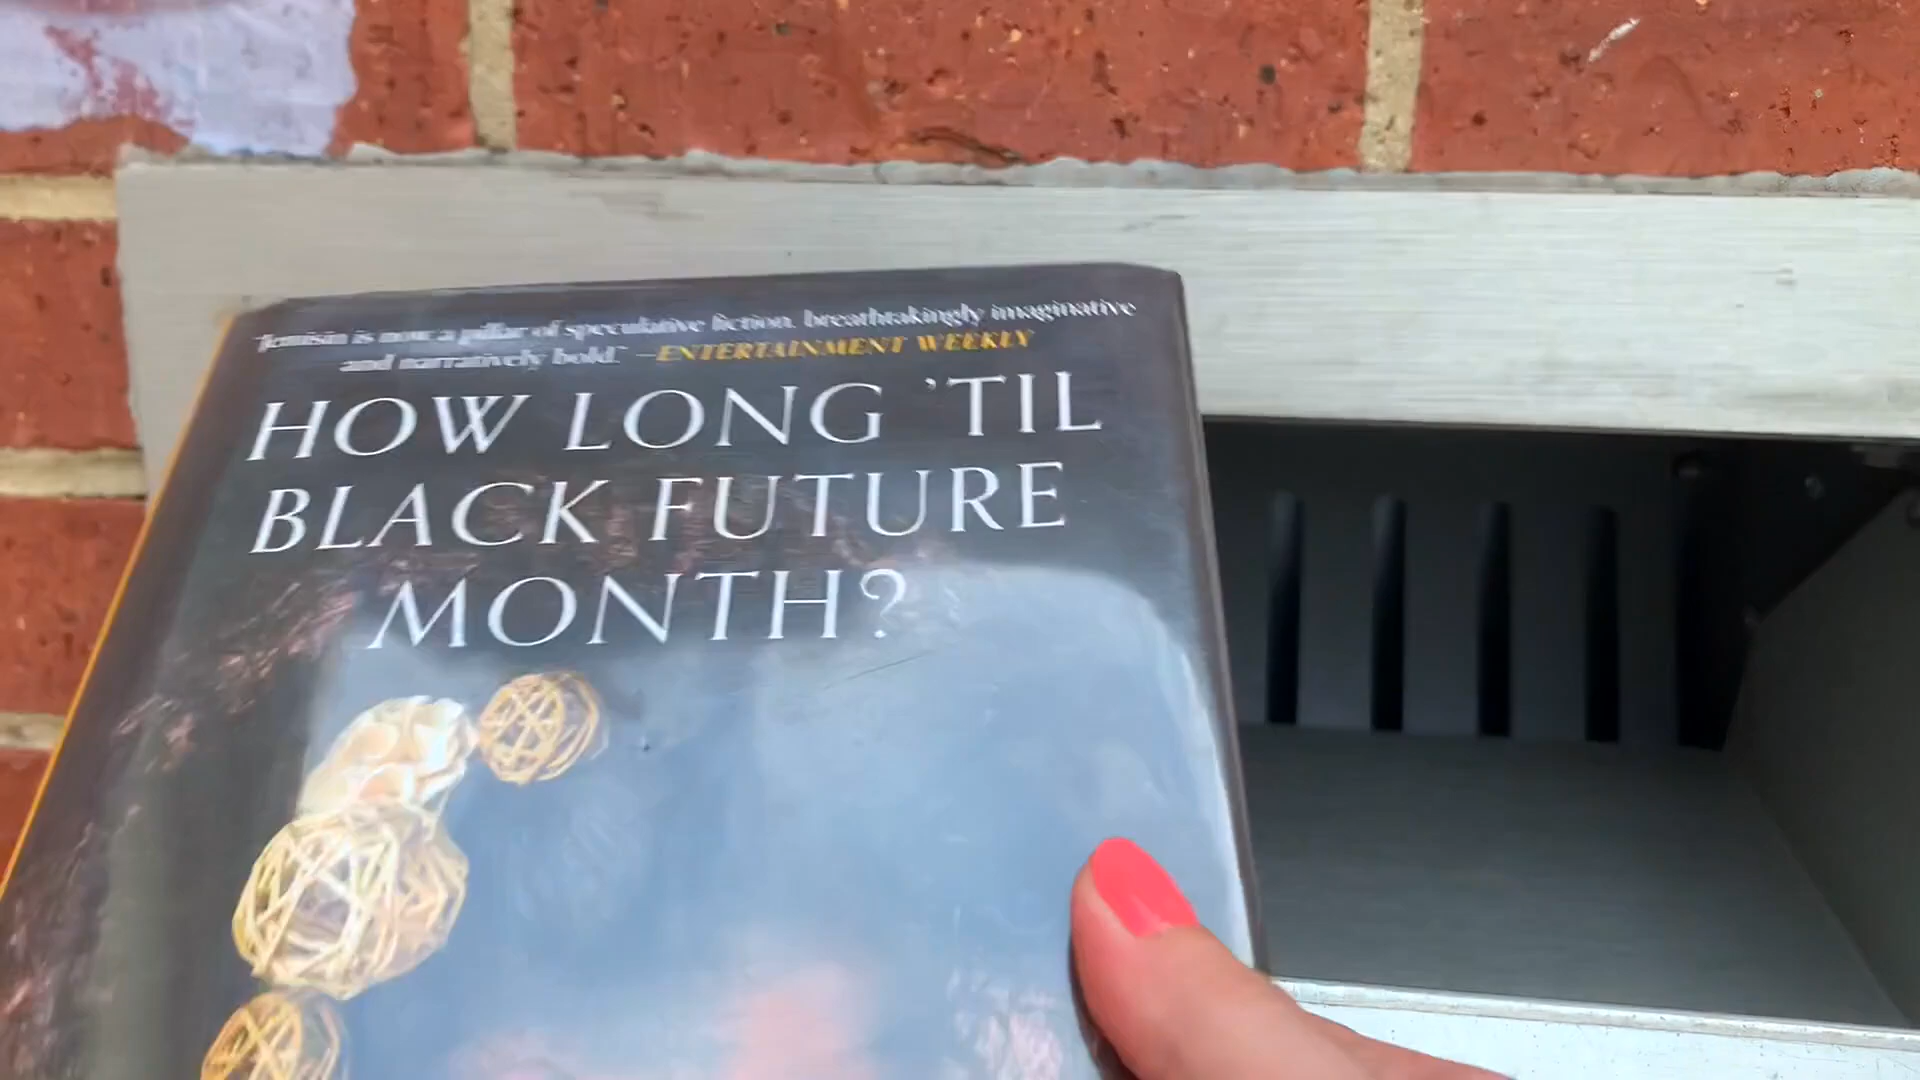 "Jemisin is now a pillar of speculative fiction, breathtakingly imaginative
and narratively bold." —ENTERTAINMENT WEEKLY
HOW LONG 'TIL
BLACK FUTURE
MONTH?